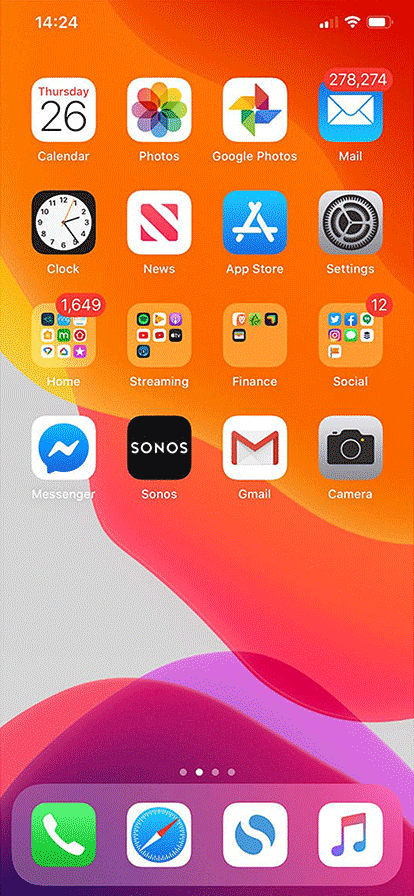 14:24
Thursday
26
278,274
Calendar
Photos
Google Photos
Mail
12
Clock
News
App Store
Settings
1,649
12
Home
Streaming
Finance
Social
SONOS
Messenger
Sonos
Gmail
Camera